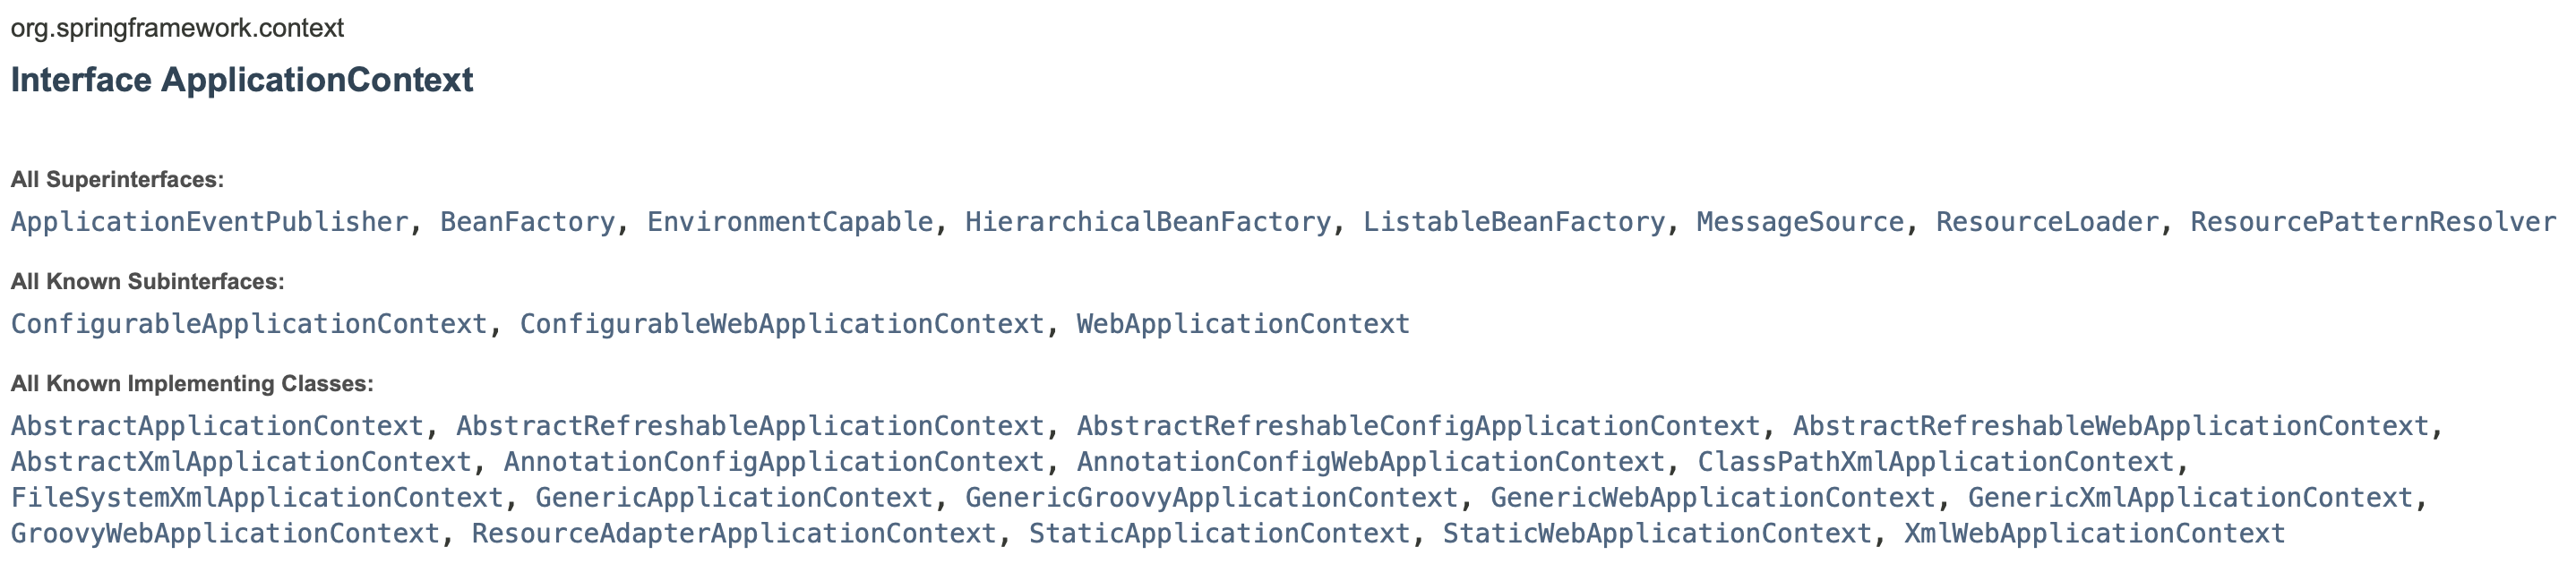 org.springframework.context
Interface ApplicationContext
All Superinterfaces:
ApplicationEventPublisher, BeanFactory, EnvironmentCapable, HierarchicalBeanFactory, ListableBeanFactory, MessageSource, ResourceLoader, ResourcePatternResolver
All Known Subinterfaces:
ConfigurableApplicationContext, ConfigurableWebApplicationContext, WebApplicationContext
All Known Implementing Classes:
AbstractApplicationContext, AbstractRefreshableApplicationContext, AbstractRefreshableConfigApplicationContext, AbstractRefreshableWebApplicationContext,
AbstractXmlApplicationContext, AnnotationConfigApplicationContext, AnnotationConfigWebApplicationContext, ClassPathXmlApplicationContext,
FileSystemXmlApplicationContext, GenericApplicationContext, GenericGroovyApplicationContext, GenericWebApplicationContext, GenericXmlApplicationContext,
GroovyWebApplicationContext, ResourceAdapterApplicationContext, StaticApplicationContext, StaticWebApplicationContext, XmlWebApplicationContext